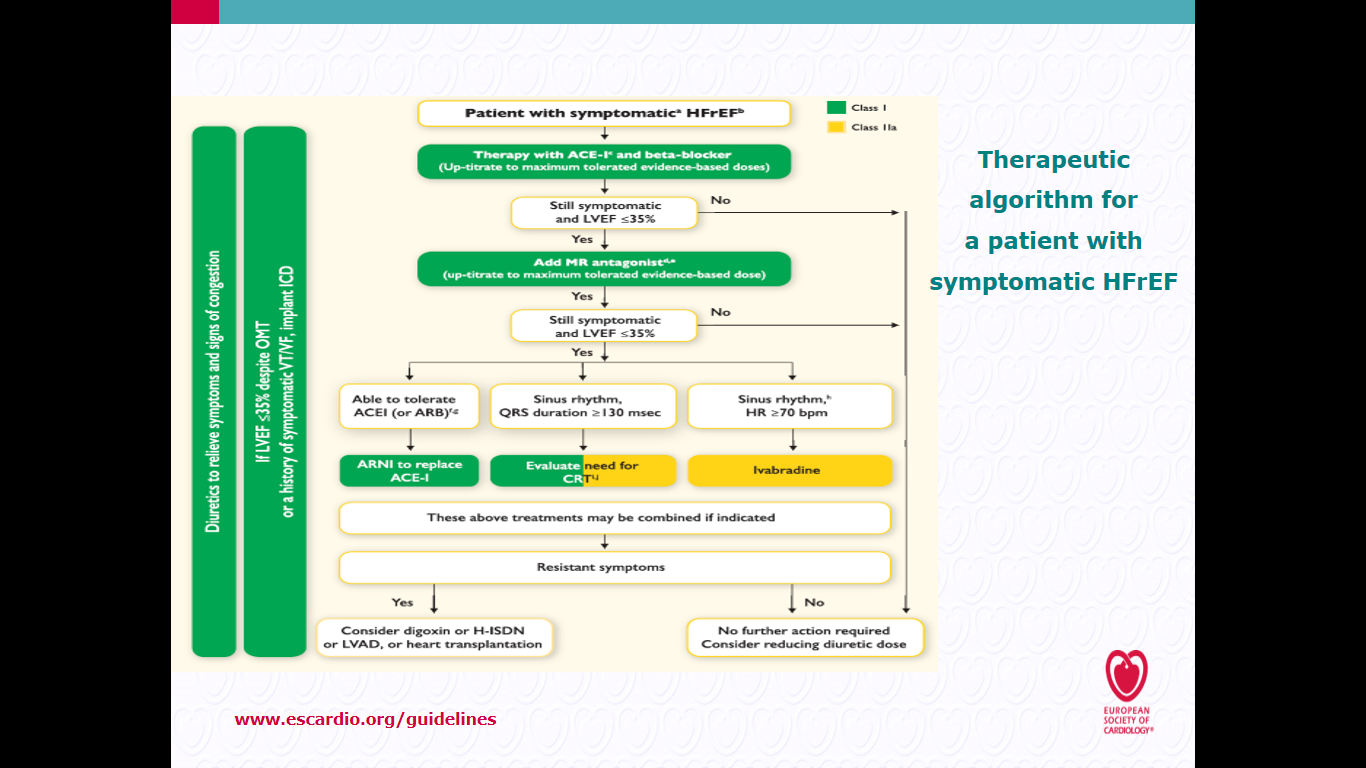 Patient with symptomaticᵃ HFrEFᵇ
Class I
Class IIa
Therapy with ACE-Iᶜ and beta-blocker
(Up-titrate to maximum tolerated evidence-based doses)
Still symptomatic
and LVEF ≤35%
No
Yes
Add MR antagonistᵈ,ᵉ
(up-titrate to maximum tolerated evidence-based dose)
Yes
Still symptomatic
and LVEF ≤35%
No
Yes
Able to tolerate
ACEI (or ARB)ᶠ,ᵍ
Sinus rhythm,
QRS duration ≥130 msec
Sinus rhythm,ʰ
HR ≥70 bpm
ARNI to replace
ACE-I
Evaluate need for
CRTⁱ,ʲ
Ivabradine
These above treatments may be combined if indicated
Resistant symptoms
Yes
No
Consider digoxin or H-ISDN
or LVAD, or heart transplantation
No further action required
Consider reducing diuretic dose
Diuretics to relieve symptoms and signs of congestion
If LVEF ≤35% despite OMT
or a history of symptomatic VT/VF, implant ICD
Therapeutic
algorithm for
a patient with
symptomatic HFrEF
www.escardio.org/guidelines
EUROPEAN
SOCIETY OF
CARDIOLOGY®